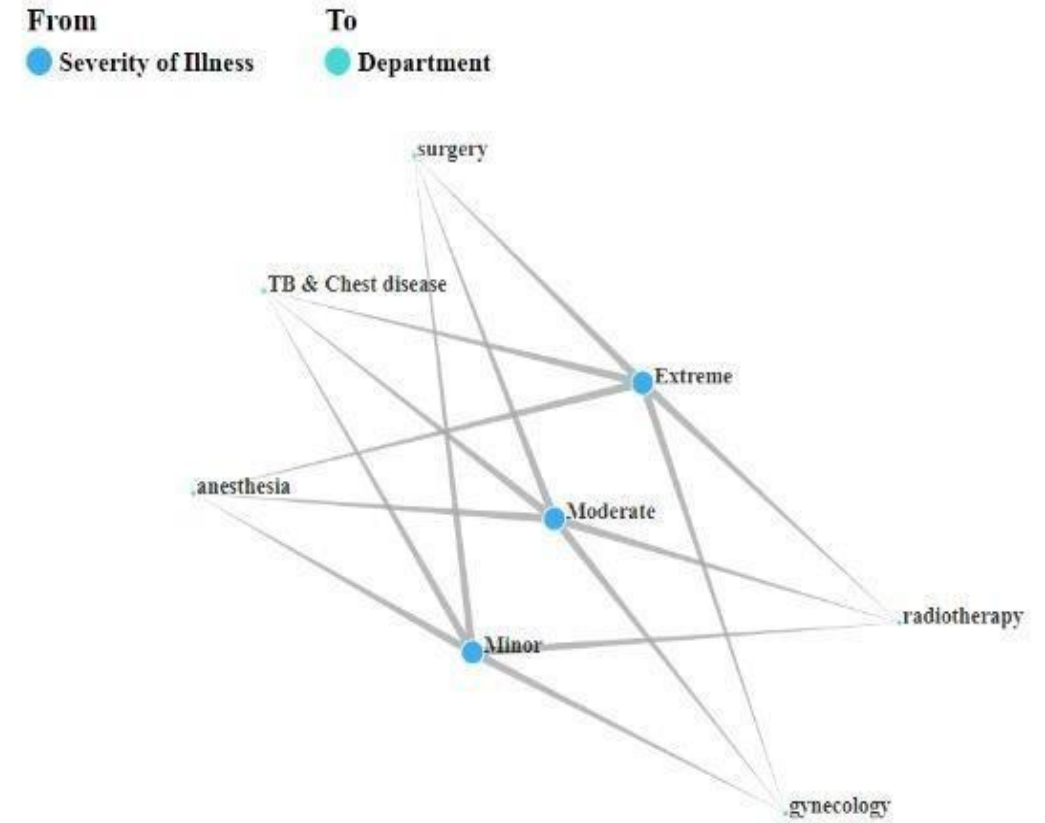 From To
Severity of Illness Department
surgery
TB & Chest disease
Extreme
anesthesia
Moderate
radiotherapy
Minor
gynecology